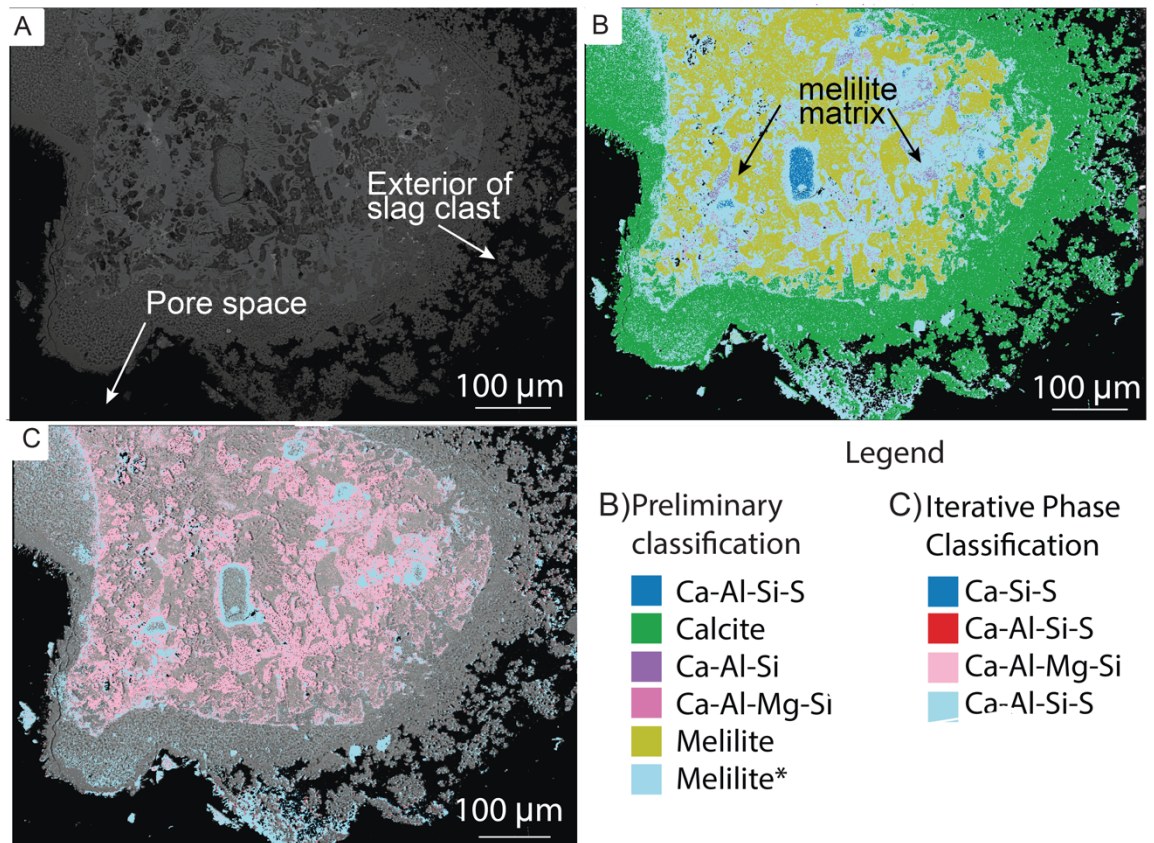 A
Exterior of
slag clast
Pore space
100 µm
B
melilite
matrix
100 µm
C
100 µm
Legend
B) Preliminary
classification
Ca-Al-Si-S
Calcite
Ca-Al-Si
Ca-Al-Mg-Si
Melilite
Melilite*
C) Iterative Phase
Classification
Ca-Si-S
Ca-Al-Si-S
Ca-Al-Mg-Si
Ca-Al-Si-S